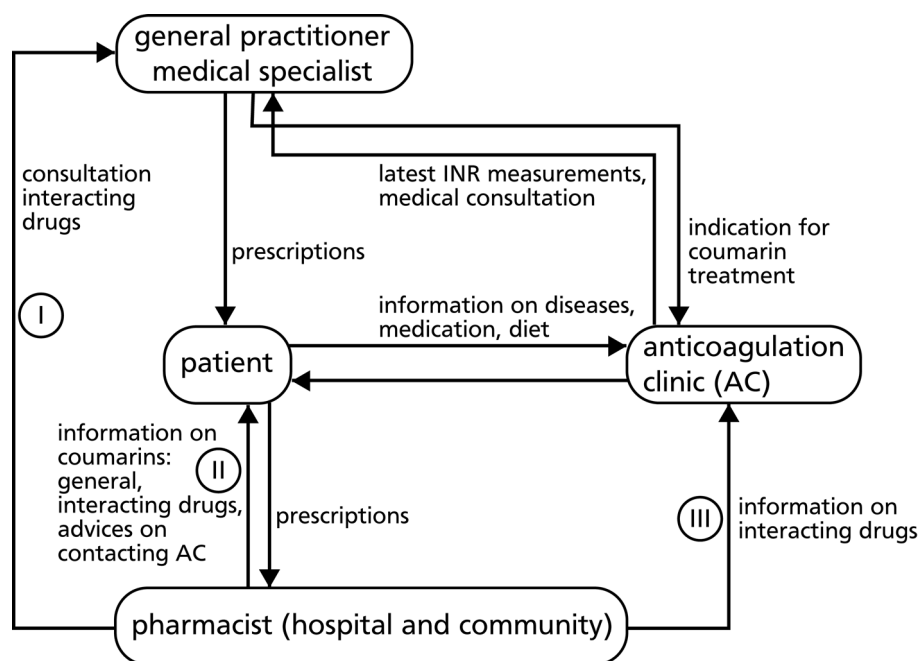 general practitioner
medical specialist
consultation
interacting
drugs
latest INR measurements,
medical consultation
indication for
coumarin
treatment
prescriptions
I
information on diseases,
medication, diet
patient
anticoagulation
clinic (AC)
information on
coumarins:
general,
interacting drugs,
advices on
contacting AC
II
prescriptions
III
information on
interacting drugs
pharmacist (hospital and community)